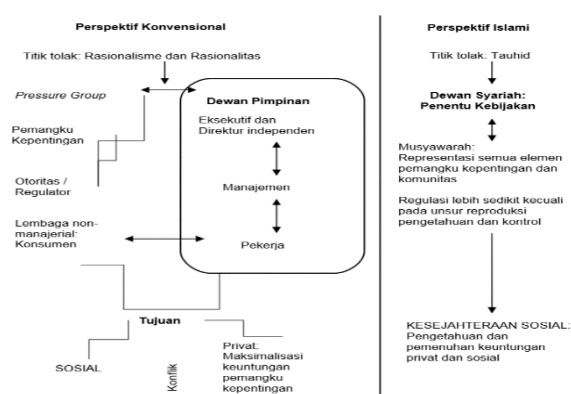 Perspektif Konvensional
Titik tolak: Rasionalisme dan Rasionalitas
Pressure Group
Pemangku
Kepentingan
Otoritas /
Regulator
Lembaga non-
manajerial:
Konsumen
Dewan Pimpinan
Eksekutif dan
Direktur independen
Manajemen
Pekerja
Tujuan
SOSIAL
Konflik
Privat:
Maksimalisasi
keuntungan
pemangku
kepentingan
Perspektif Islami
Titik tolak: Tauhid
Dewan Syariah:
Penentu Kebijakan
Musyawarah:
Representasi semua elemen
pemangku kepentingan dan
komunitas
Regulasi lebih sedikit kecuali
pada unsur reproduksi
pengetahuan dan kontrol
KESEJAHTERAAN SOSIAL:
Pengetahuan dan
pemenuhan keuntungan
privat dan sosial